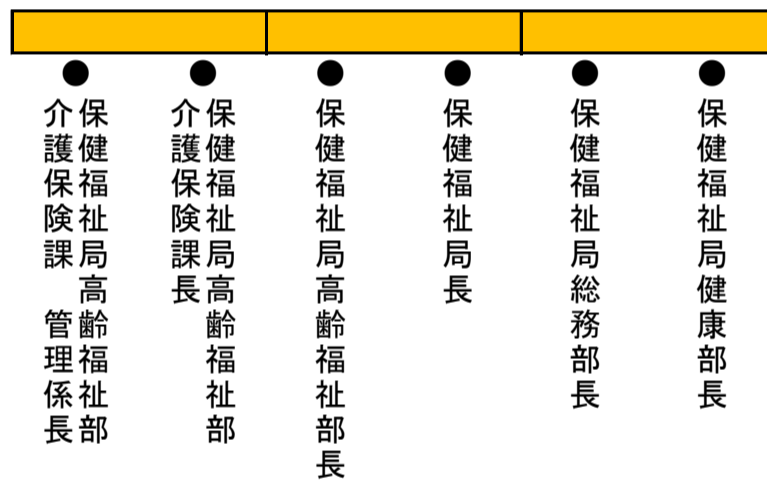 保健福祉局健康部長
保健福祉局総務部長
保健福祉局長
保健福祉局高齢福祉部長
保健福祉局高齢福祉部
介護保険課長
保健福祉局高齢福祉部
介護保険課　管理係長